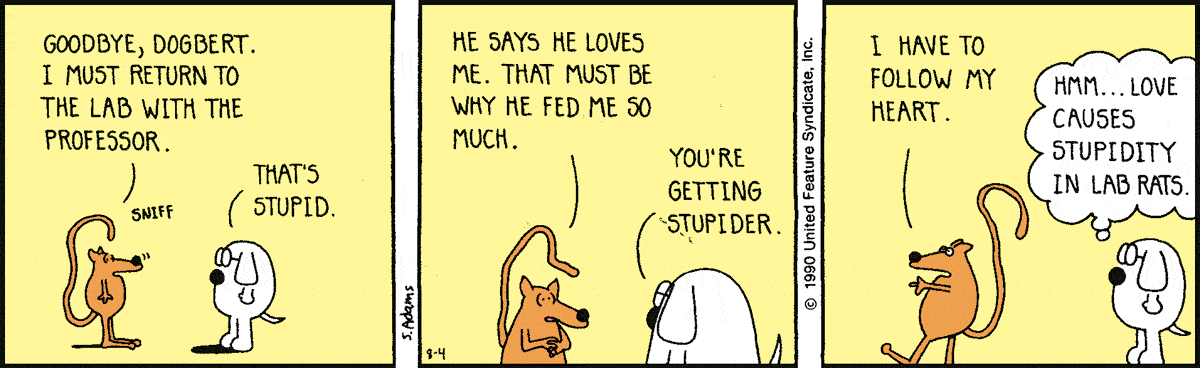 GOODBYE, DOGBERT.
I MUST RETURN TO
THE LAB WITH THE
PROFESSOR.
SNIFF
THAT'S
STUPID.
S.Adams
HE SAYS HE LOVES
ME. THAT MUST BE
WHY HE FED ME SO
MUCH.
YOU'RE
GETTING
STUPIDER.
8-4
© 1990 United Feature Syndicate, Inc.
I HAVE TO
FOLLOW MY
HEART.
HMM...LOVE
CAUSES
STUPIDITY
IN LAB RATS.